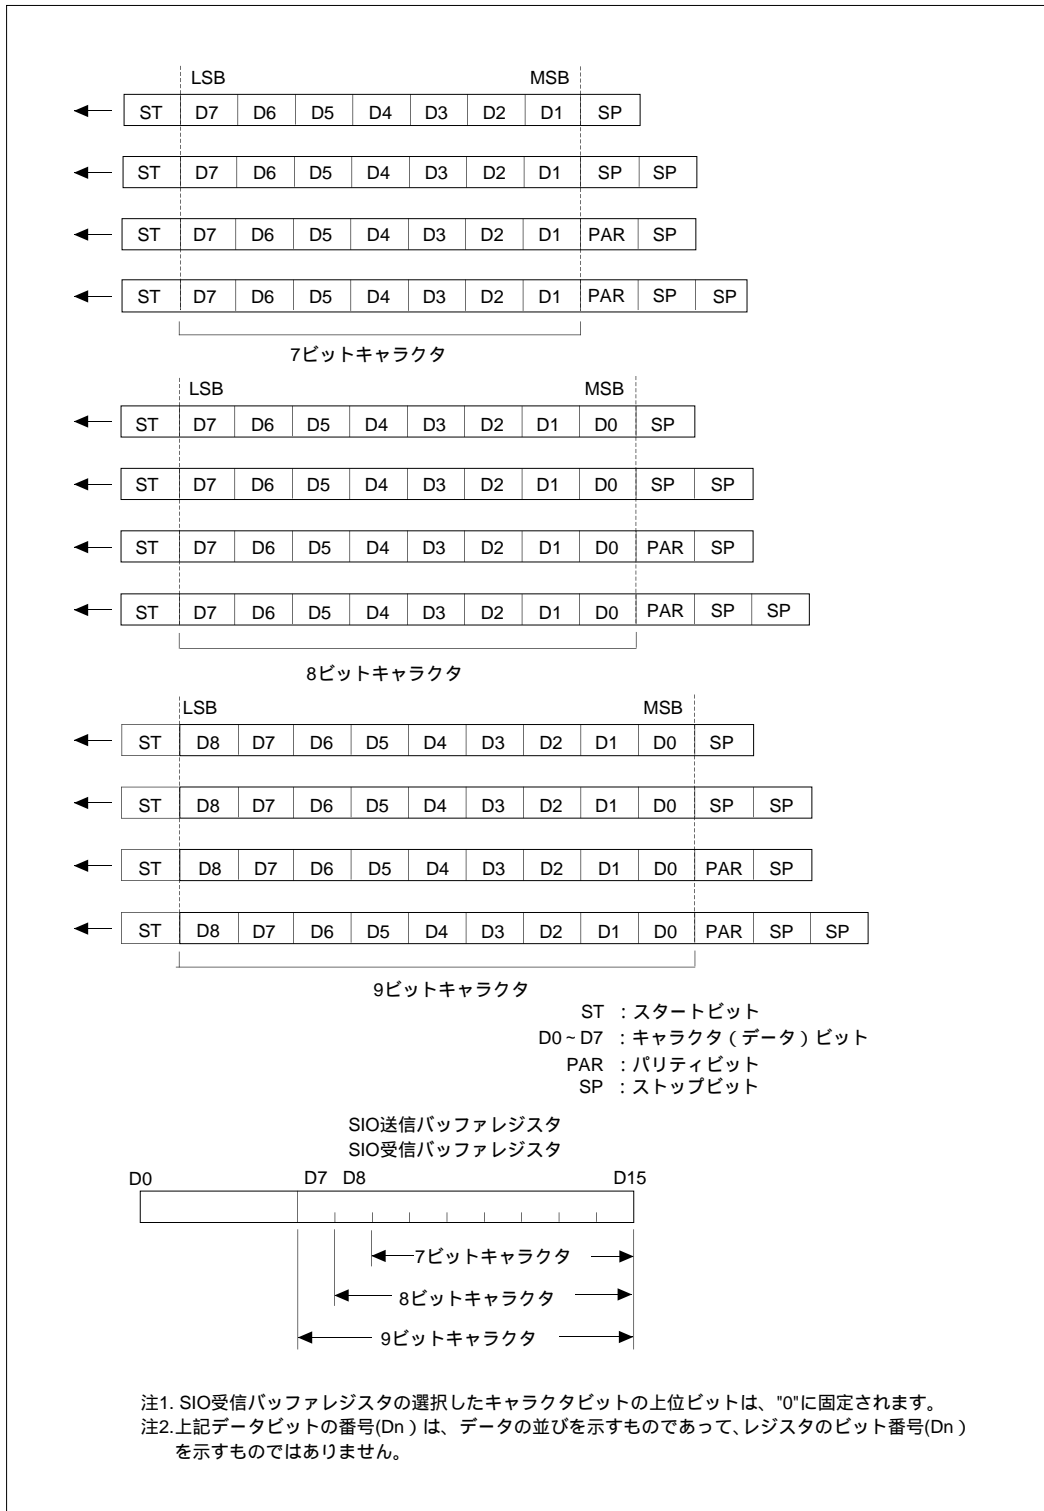 LSB MSB
ST D7 D6 D5 D4 D3 D2 D1 SP
ST D7 D6 D5 D4 D3 D2 D1 SP SP
ST D7 D6 D5 D4 D3 D2 D1 PAR SP
ST D7 D6 D5 D4 D3 D2 D1 PAR SP SP
7ビットキャラクタ
LSB MSB
ST D7 D6 D5 D4 D3 D2 D1 D0 SP
ST D7 D6 D5 D4 D3 D2 D1 D0 SP SP
ST D7 D6 D5 D4 D3 D2 D1 D0 PAR SP
ST D7 D6 D5 D4 D3 D2 D1 D0 PAR SP SP
8ビットキャラクタ
LSB MSB
ST D8 D7 D6 D5 D4 D3 D2 D1 D0 SP
ST D8 D7 D6 D5 D4 D3 D2 D1 D0 SP SP
ST D8 D7 D6 D5 D4 D3 D2 D1 D0 PAR SP
ST D8 D7 D6 D5 D4 D3 D2 D1 D0 PAR SP SP
9ビットキャラクタ
ST :スタートビット
D0~D7 :キャラクタ(データ)ビット
PAR :パリティビット
SP :ストップビット
SIO送信バッファレジスタ
SIO受信バッファレジスタ
D0 D7 D8 D15
7ビットキャラクタ
8ビットキャラクタ
9ビットキャラクタ
注1. SIO受信バッファレジスタの選択したキャラクタビットの上位ビットは、"0"に固定されます。
注2.上記データビットの番号(Dn)は、データの並びを示すものであって、レジスタのビット番号(Dn)
を示すものではありません。